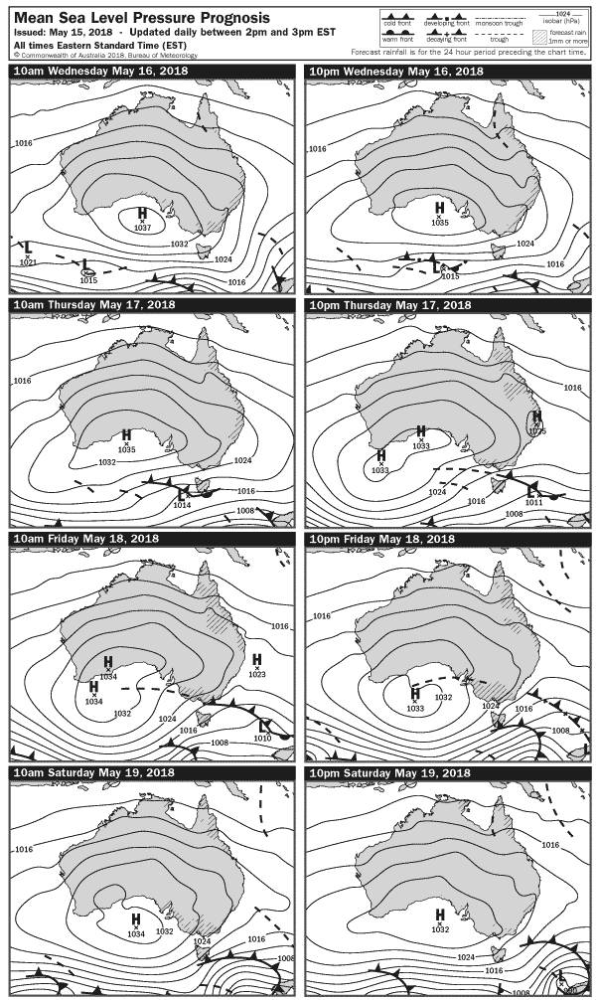 Mean Sea Level Pressure Prognosis
Issued: May 15, 2018 - Updated daily between 2pm and 3pm EST
All times Eastern Standard Time (EST)
© Commonwealth of Australia 2018, Bureau of Meteorology
cold front developing front monsoon trough 1024 isobar (hPa)
warm front decaying front trough forecast rain 1mm or more
Forecast rainfall is for the 24 hour period preceding the chart time.
10am Wednesday May 16, 2018
1016
H
1037
L
1021
1032
L
1015
1024
1016
10pm Wednesday May 16, 2018
1016
H
1035
1024
L
1015
1016
10am Thursday May 17, 2018
1016
H
1035
1032
1024
L
1014
1016
1008
10pm Thursday May 17, 2018
1016
H
1025
H
1033
H
1033
1024
1016
L
1011
1008
10am Friday May 18, 2018
1016
H
1034
H
1023
H
1034
1032
1024
1016
L
1010
1008
10pm Friday May 18, 2018
1016
H
1033
1032
1024
1016
1008
L
10am Saturday May 19, 2018
1016
H
1034
1032
1024
1016
1008
10pm Saturday May 19, 2018
1016
H
1032
1024
1016
1008
L